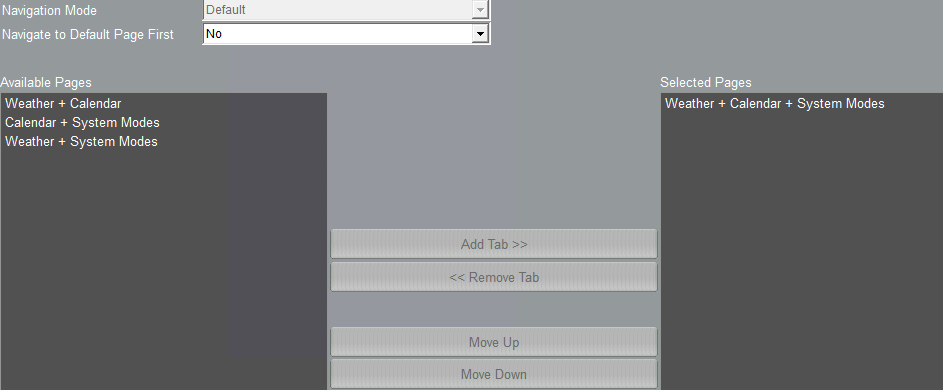 Navigation Mode Default
Navigate to Default Page First No
Available Pages
Weather + Calendar
Calendar + System Modes
Weather + System Modes
Add Tab >>
<< Remove Tab
Move Up
Move Down
Selected Pages
Weather + Calendar + System Modes